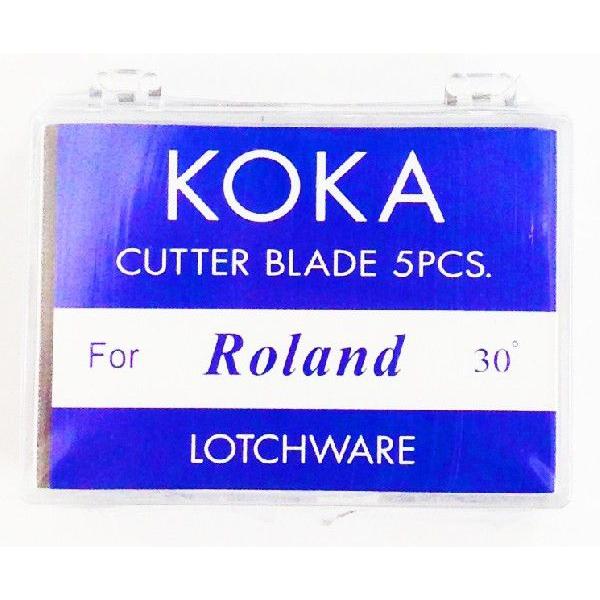 KOKA
CUTTER BLADE 5PCS.
For Roland 30°
LOTCHWARE